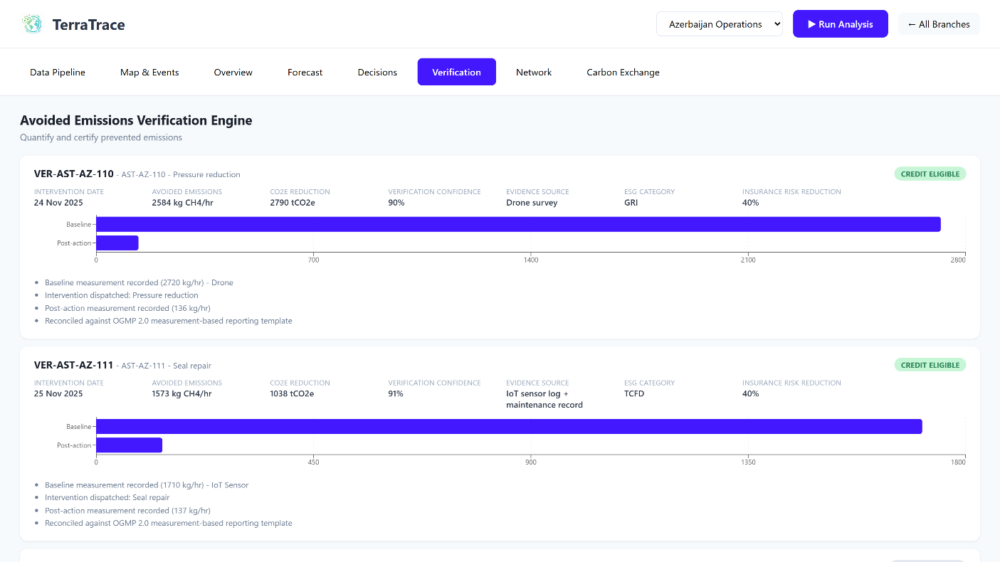 TerraTrace
Azerbaijan Operations
▶ Run Analysis
← All Branches
Data Pipeline
Map & Events
Overview
Forecast
Decisions
Verification
Network
Carbon Exchange
Avoided Emissions Verification Engine
Quantify and certify prevented emissions
VER-AST-AZ-110 - AST-AZ-110 - Pressure reduction
CREDIT ELIGIBLE
INTERVENTION DATE
24 Nov 2025
AVOIDED EMISSIONS
2584 kg CH4/hr
CO2E REDUCTION
2790 tCO2e
VERIFICATION CONFIDENCE
90%
EVIDENCE SOURCE
Drone survey
ESG CATEGORY
GRI
INSURANCE RISK REDUCTION
40%
Baseline
Post-action
0 700 1400 2100 2800
• Baseline measurement recorded (2720 kg/hr) - Drone
• Intervention dispatched: Pressure reduction
• Post-action measurement recorded (136 kg/hr)
• Reconciled against OGMP 2.0 measurement-based reporting template
VER-AST-AZ-111 - AST-AZ-111 - Seal repair
CREDIT ELIGIBLE
INTERVENTION DATE
25 Nov 2025
AVOIDED EMISSIONS
1573 kg CH4/hr
CO2E REDUCTION
1038 tCO2e
VERIFICATION CONFIDENCE
91%
EVIDENCE SOURCE
IoT sensor log +
maintenance record
ESG CATEGORY
TCFD
INSURANCE RISK REDUCTION
40%
Baseline
Post-action
0 450 900 1350 1800
• Baseline measurement recorded (1710 kg/hr) - IoT Sensor
• Intervention dispatched: Seal repair
• Post-action measurement recorded (137 kg/hr)
• Reconciled against OGMP 2.0 measurement-based reporting template